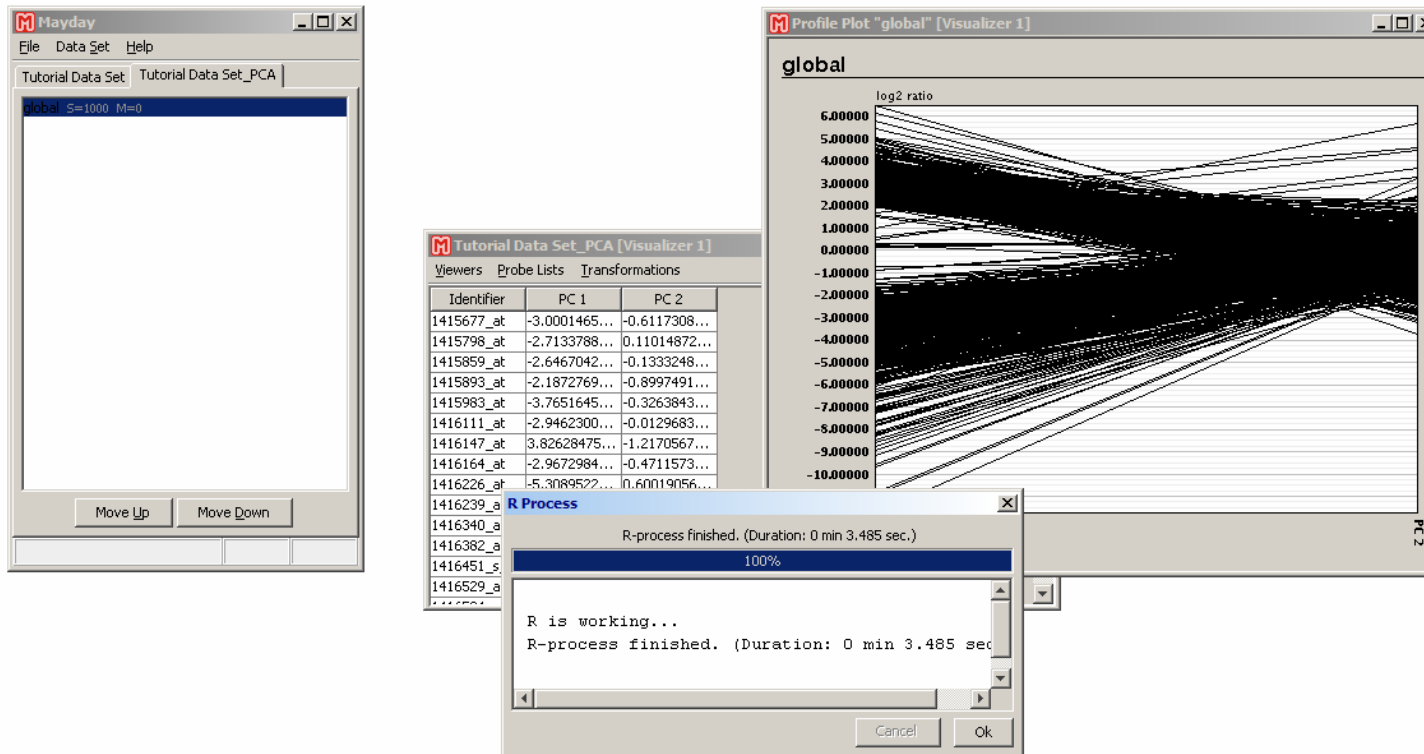 Mayday
File Data Set Help
Tutorial Data Set Tutorial Data Set_PCA
global S=1000 M=0
Move Up Move Down
Tutorial Data Set_PCA [Visualizer 1]
Viewers Probe Lists Transformations
Identifier PC 1 PC 2
1415677_at -3.0001465... -0.6117308...
1415798_at -2.7133788... 0.11014872...
1415859_at -2.6467042... -0.1333248...
1415893_at -2.1872769... -0.8997491...
1415983_at -3.7651645... -0.3263843...
1416111_at -2.9462300... -0.0129683...
1416147_at 3.82628475... -1.2170567...
1416164_at -2.9672984... -0.4711573...
1416226_at -5.3089522... 0.60019056...
1416239_a
1416340_a
1416382_a
1416451_s
1416529_a
Profile Plot "global" [Visualizer 1]
global
log2 ratio
6.00000
5.00000
4.00000
3.00000
2.00000
1.00000
0.00000
-1.00000
-2.00000
-3.00000
-4.00000
-5.00000
-6.00000
-7.00000
-8.00000
-9.00000
-10.00000
PC 2
R Process
R-process finished. (Duration: 0 min 3.485 sec.)
100%
R is working...
R-process finished. (Duration: 0 min 3.485 sec
Cancel Ok